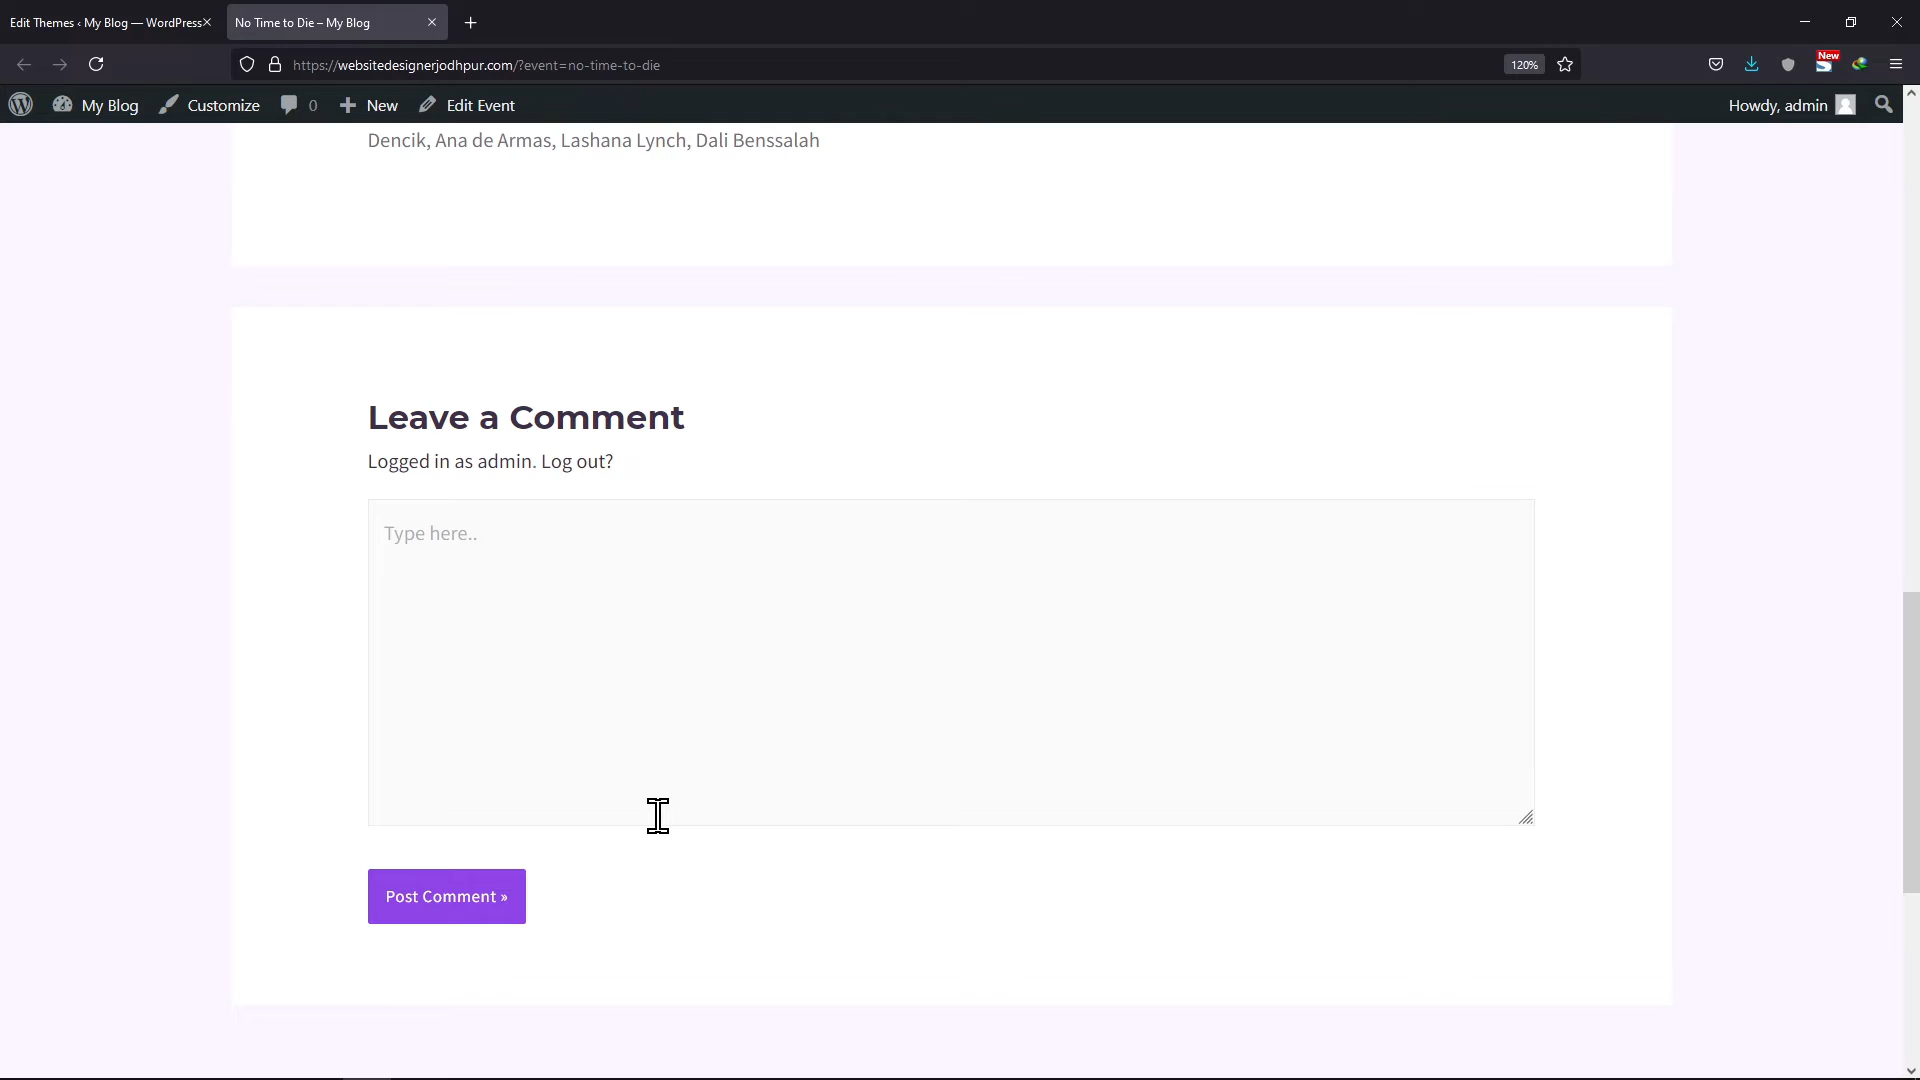 Edit Themes ‹ My Blog — WordPress
No Time to Die – My Blog
https://websitedesignerjodhpur.com/?event=no-time-to-die
120%
New
My Blog
Customize
0
New
Edit Event
Howdy, admin
Dencik, Ana de Armas, Lashana Lynch, Dali Benssalah
Leave a Comment
Logged in as admin. Log out?
Type here..
Post Comment »